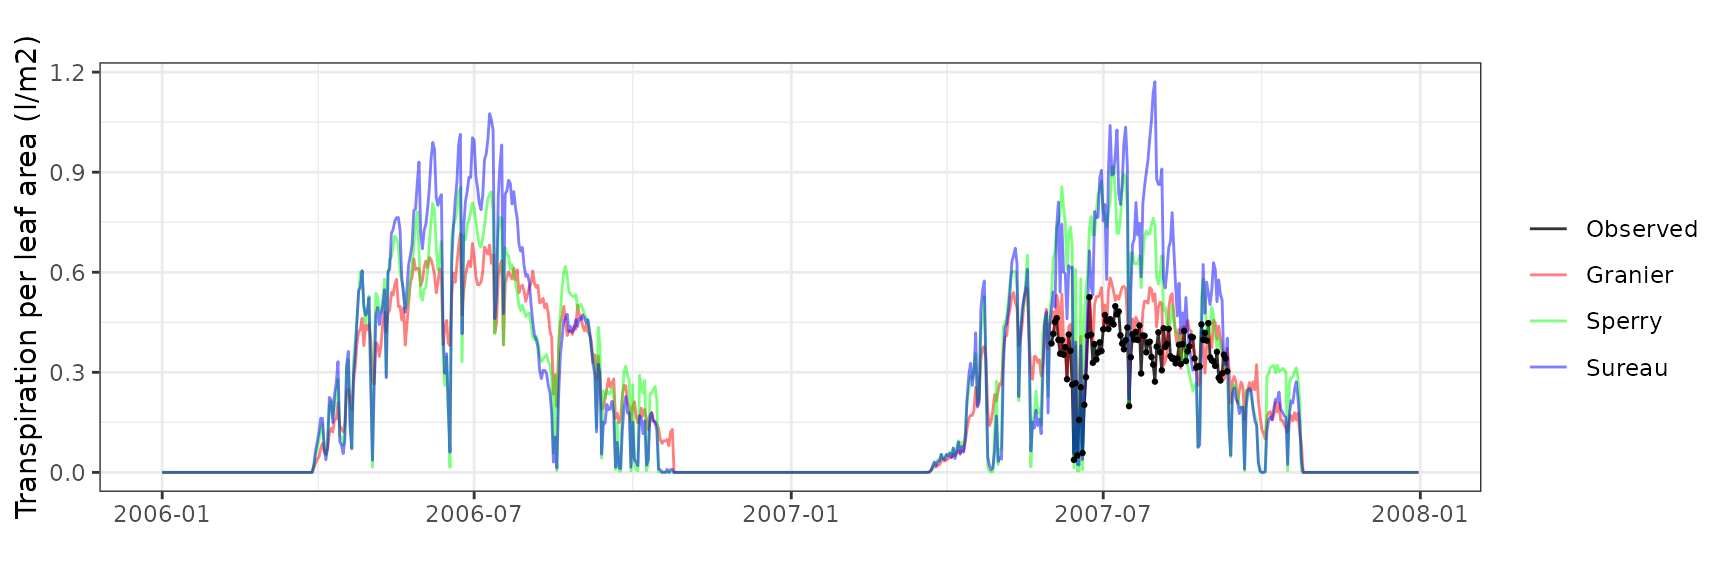 Transpiration per leaf area (l/m2)
1.2
0.9
0.6
0.3
0.0
2006-01
2006-07
2007-01
2007-07
2008-01
Observed
Granier
Sperry
Sureau